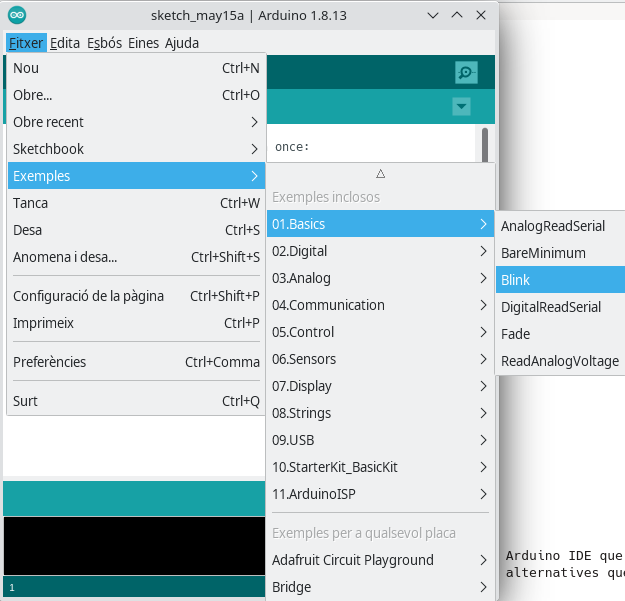 sketch_may15a | Arduino 1.8.13
Fitxer Edita Esbós Eines Ajuda
Nou Ctrl+N
Obre... Ctrl+O
Obre recent
Sketchbook
Exemples
Tanca Ctrl+W
Desa Ctrl+S
Anomena i desa... Ctrl+Shift+S
Configuració de la pàgina Ctrl+Shift+P
Imprimeix Ctrl+P
Preferències Ctrl+Comma
Surt Ctrl+Q
once:
Exemples inclosos
01.Basics
02.Digital
03.Analog
04.Communication
05.Control
06.Sensors
07.Display
08.Strings
09.USB
10.StarterKit_BasicKit
11.ArduinoISP
Exemples per a qualsevol placa
Adafruit Circuit Playground
Bridge
AnalogReadSerial
BareMinimum
Blink
DigitalReadSerial
Fade
ReadAnalogVoltage
Arduino IDE que
alternatives que
1